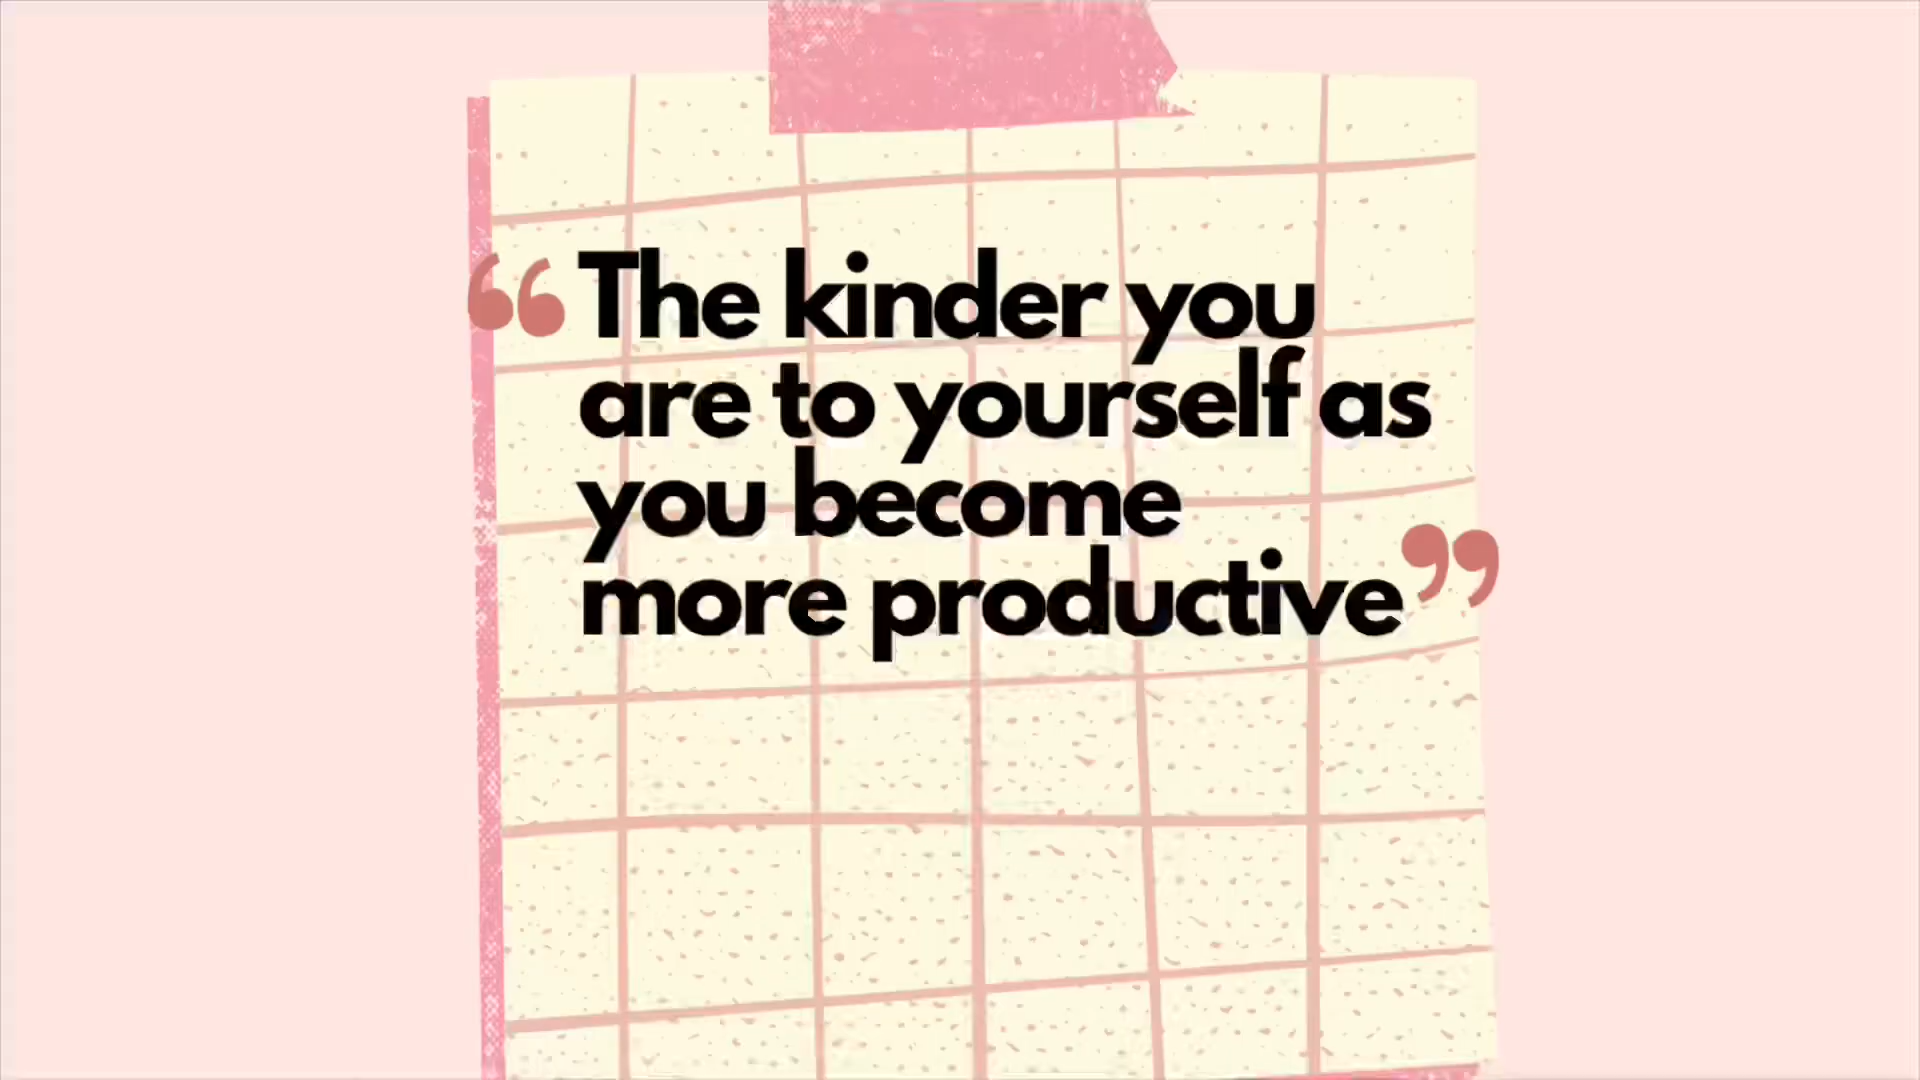 “The kinder you
are to yourself as
you become
more productive”